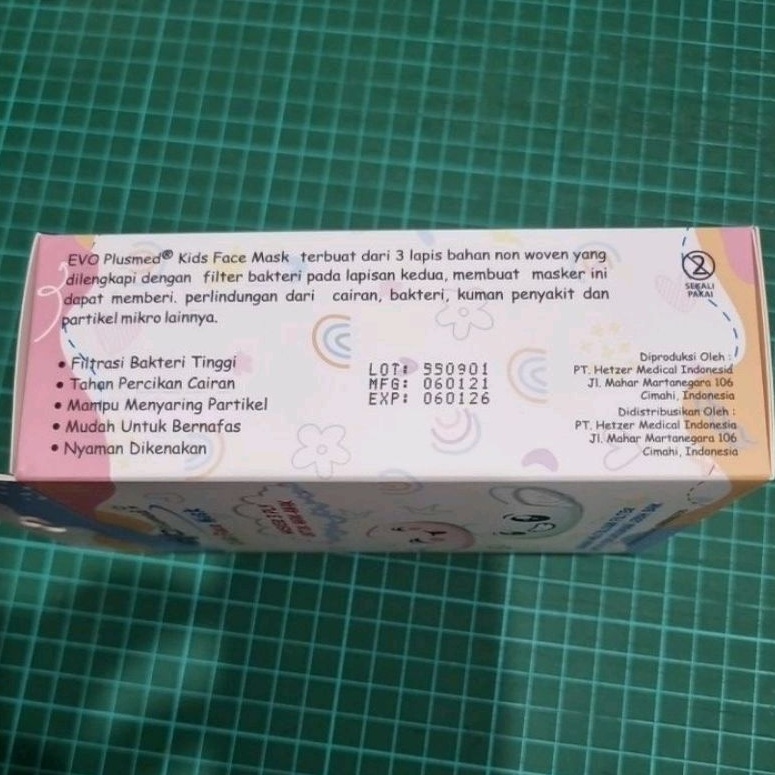 EVO Plusmed® Kids Face Mask terbuat dari 3 lapis bahan non woven yang
dilengkapi dengan filter bakteri pada lapisan kedua, membuat masker ini
dapat memberi. perlindungan dari cairan, bakteri, kuman penyakit dan
partikel mikro lainnya.
2
SEKALI
PAKAI
• Filtrasi Bakteri Tinggi
• Tahan Percikan Cairan
• Mampu Menyaring Partikel
• Mudah Untuk Bernafas
• Nyaman Dikenakan
LOT: 550901
MFG: 060121
EXP: 060126
Diproduksi Oleh :
PT. Hetzer Medical Indonesia
Jl. Mahar Martanegara 106
Cimahi, Indonesia
Didistribusikan Oleh :
PT. Hetzer Medical Indonesia
Jl. Mahar Martanegara 106
Cimahi, Indonesia